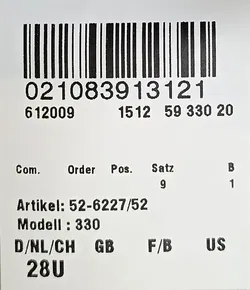 021083913121
612009 1512 59 330 20
Com. Order Pos. Satz B
9 1
Artikel: 52-6227/52
Modell : 330
D/NL/CH GB F/B US
28U